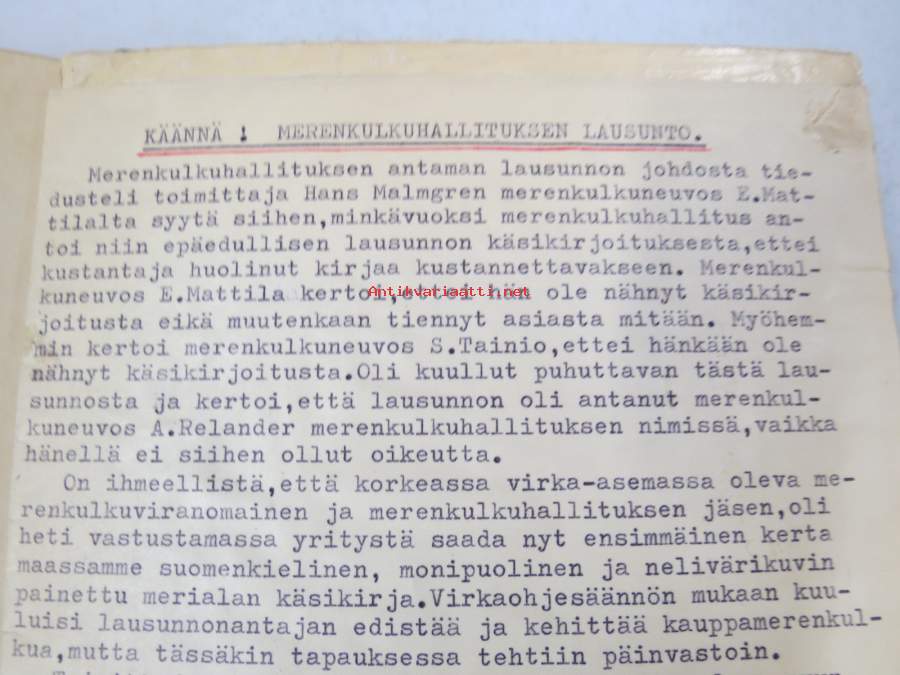 KÄÄNNÄ ! MERENKULKUHALLITUKSEN LAUSUNTO.
Merenkulkuhallituksen antaman lausunnon johdosta tie-
dusteli toimittaja Hans Malmgren merenkulkuneuvos E.Mat-
tilalta syytä siihen,minkävuoksi merenkulkuhallitus an-
toi niin epäedullisen lausunnon käsikirjoituksesta,ettei
kustantaja huolinut kirjaa kustannettavakseen. Merenkul-
kuneuvos E.Mattila kertoi,ettei hän ole nähnyt käsikir-
Antikvariaatti.net
joitusta eikä muutenkaan tiennyt asiasta mitään. Myöhem-
min kertoi merenkulkuneuvos S.Tainio,ettei hänkään ole
nähnyt käsikirjoitusta.Oli kuullut puhuttavan tästä lau-
sunnosta ja kertoi,että lausunnon oli antanut merenkul-
kuneuvos A.Relander merenkulkuhallituksen nimissä,vaikka
hänellä ei siihen ollut oikeutta.
On ihmeellistä,että korkeassa virka-asemassa oleva me-
renkulkuviranomainen ja merenkulkuhallituksen jäsen,oli
heti vastustamassa yritystä saada nyt ensimmäinen kerta
maassamme suomenkielinen, monipuolinen ja nelivärikuvin
painettu merialan käsikirja.Virkaohjesäännön mukaan kuu-
luisi lausunnonantajan edistää ja kehittää kauppamerenkul-
kua,mutta tässäkin tapauksessa tehtiin päinvastoin.